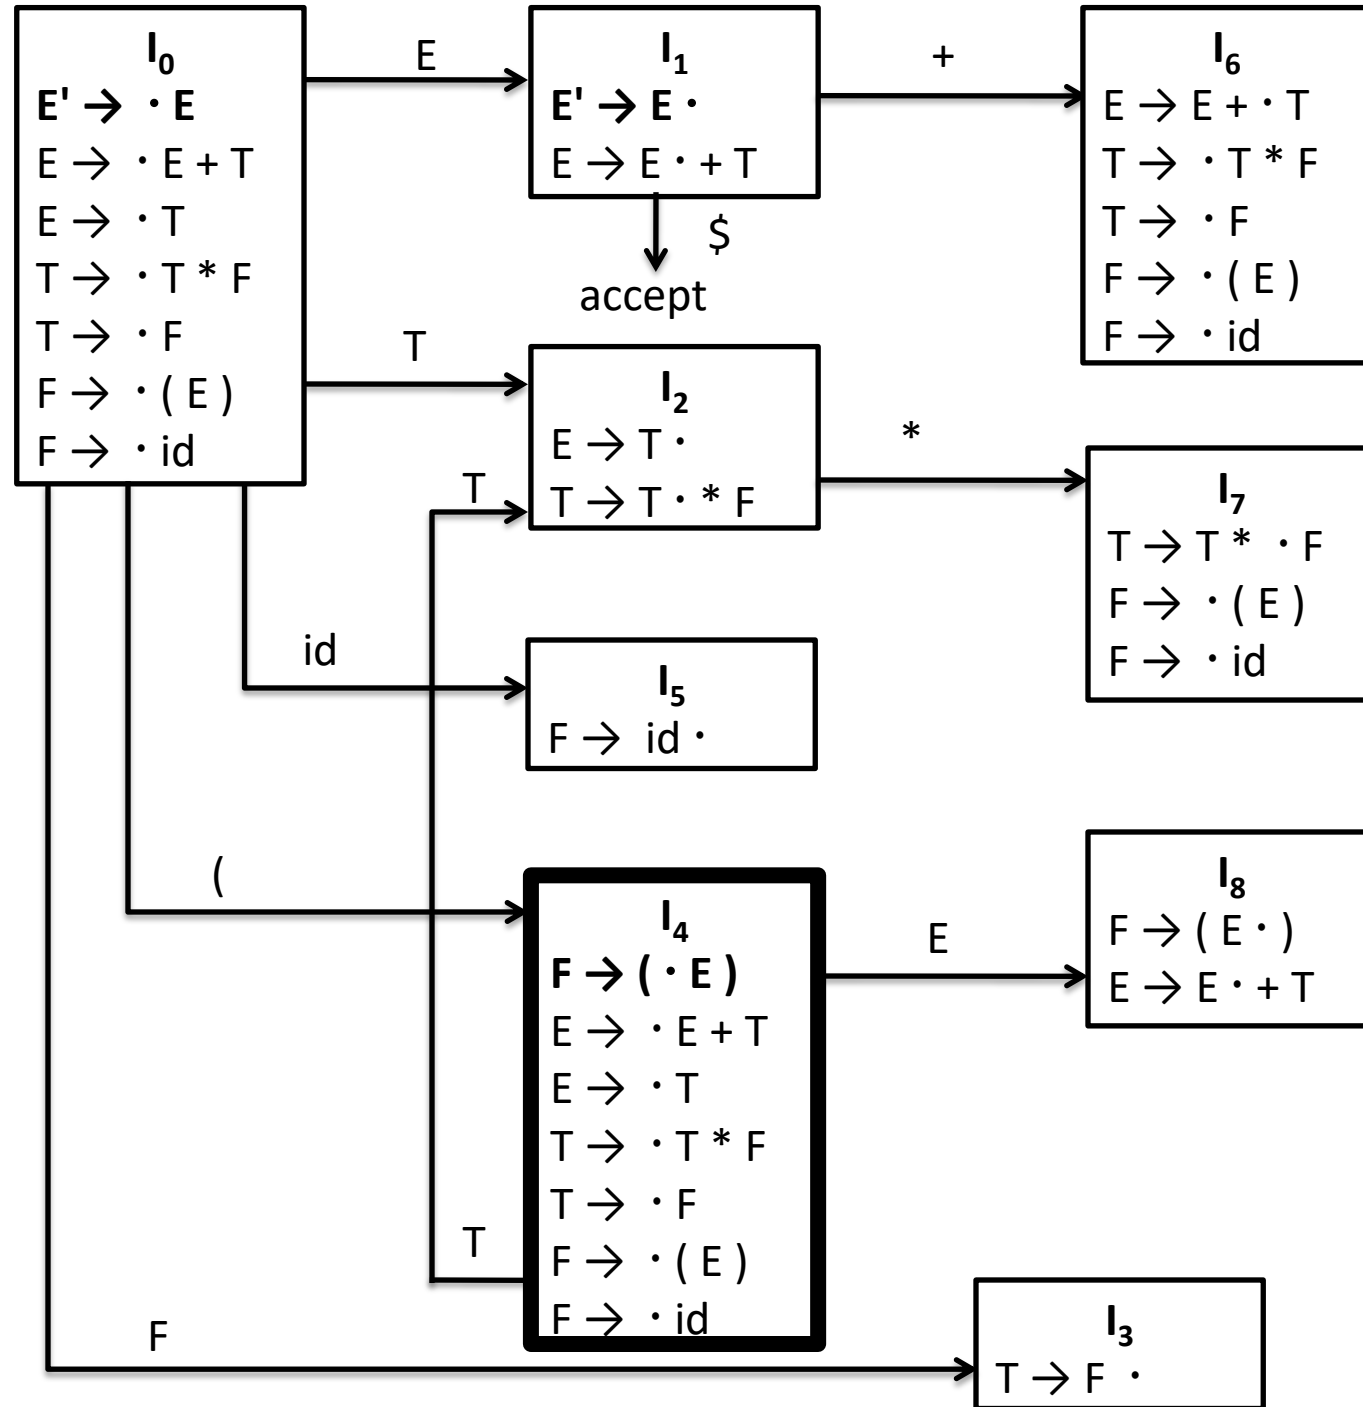 I₀
E' → · E
E → · E + T
E → · T
T → · T * F
T → · F
F → · ( E )
F → · id
E
I₁
E' → E ·
E → E · + T
$
accept
+
I₆
E → E + · T
T → · T * F
T → · F
F → · ( E )
F → · id
T
I₂
E → T ·
T → T · * F
T
*
I₇
T → T * · F
F → · ( E )
F → · id
id
I₅
F → id ·
(
I₄
F → ( · E )
E → · E + T
E → · T
T → · T * F
T → · F
F → · ( E )
F → · id
T
E
I₈
F → ( E · )
E → E · + T
F
I₃
T → F ·